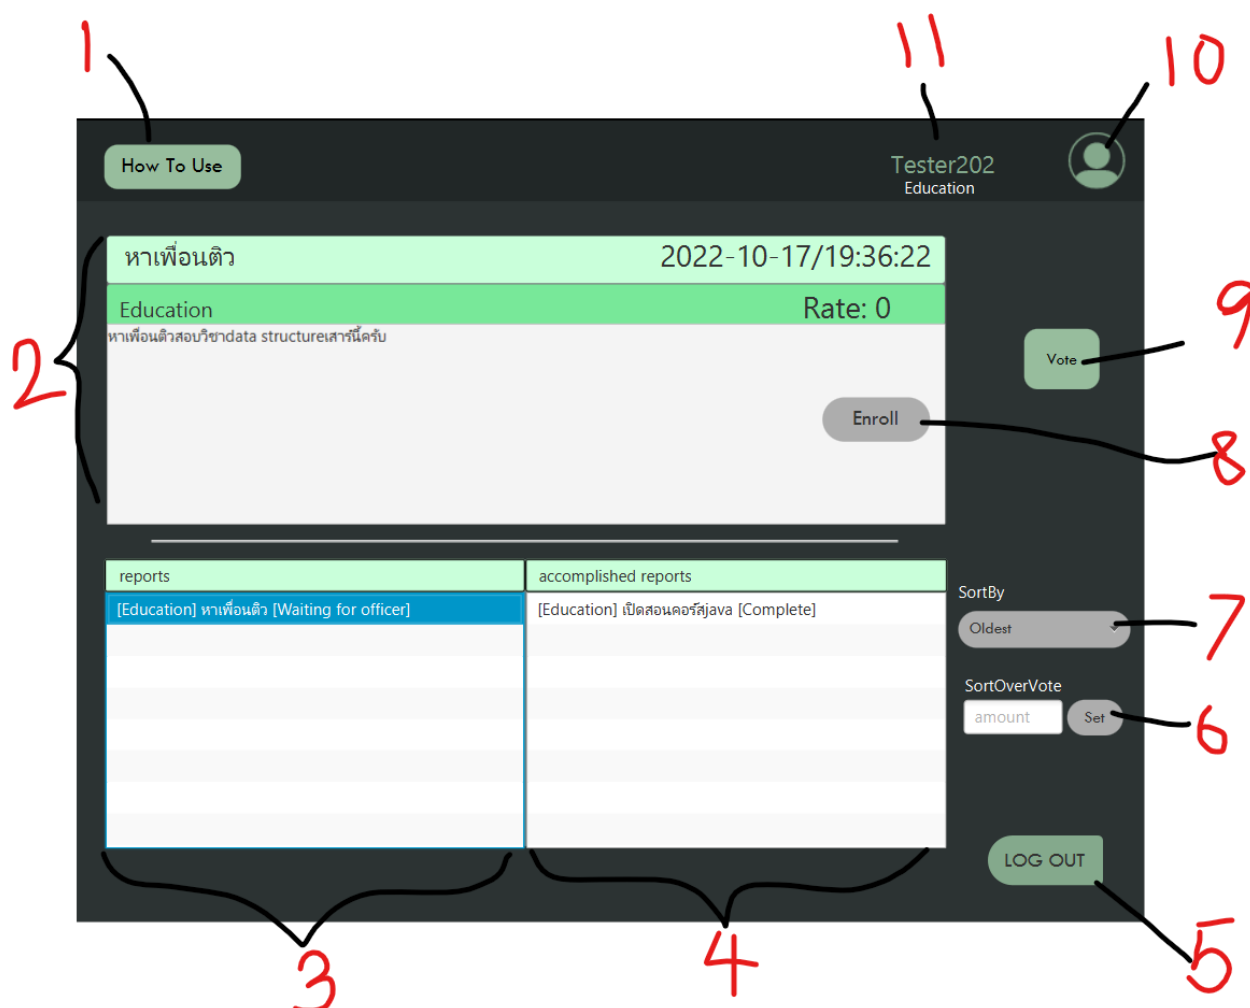 1
11
10
How To Use
Tester202
Education
หาเพื่อนติว
2022-10-17/19:36:22
Education
Rate: 0
หาเพื่อนติวสอบวิชาdata structureเสาร์นี้ครับ
2
9
Vote
Enroll
8
reports
accomplished reports
SortBy
[Education] หาเพื่อนติว [Waiting for officer]
[Education] เปิดสอนคอร์สjava [Complete]
Oldest
7
SortOverVote
amount
Set
6
LOG OUT
3
4
5